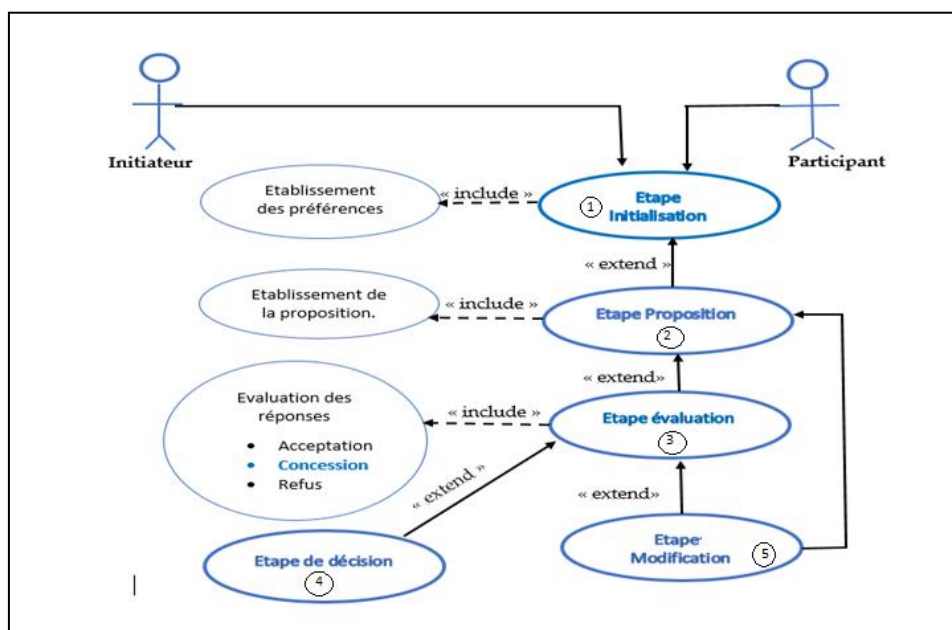 Initiateur
Participant
Etablissement
des préférences
« include »
1
Etape
Initialisation
« extend »
Etablissement de
la proposition.
« include »
Etape Proposition
2
« extend»
Evaluation des
réponses
• Acceptation
• Concession
• Refus
« include »
Etape évaluation
3
« extend »
« extend»
Etape de décision
4
Etape
Modification
5